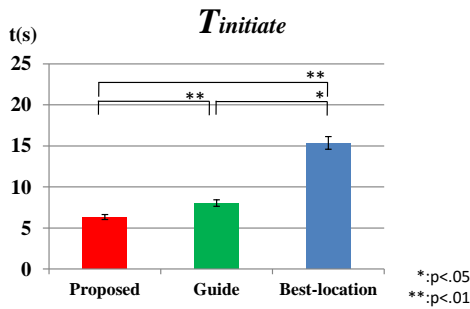 Tinitiate
t(s)
25
**
20
** *
15
10
5
0
Proposed Guide Best-location
*:p<.05
**:p<.01